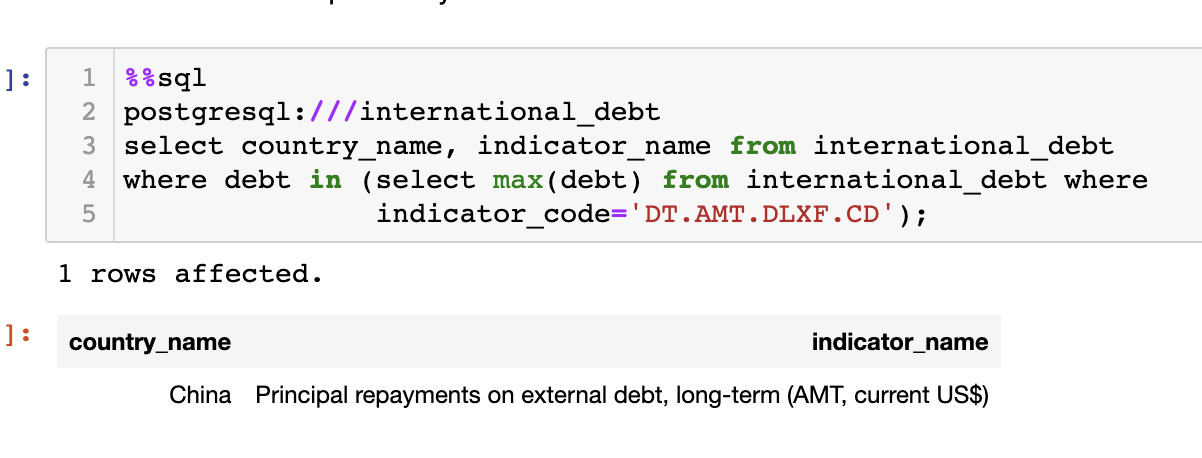 ]:
1 %%sql
2 postgresql:///international_debt
3 select country_name, indicator_name from international_debt
4 where debt in (select max(debt) from international_debt where
5 indicator_code='DT.AMT.DLXF.CD');
1 rows affected.
]:
country_name indicator_name
China Principal repayments on external debt, long-term (AMT, current US$)